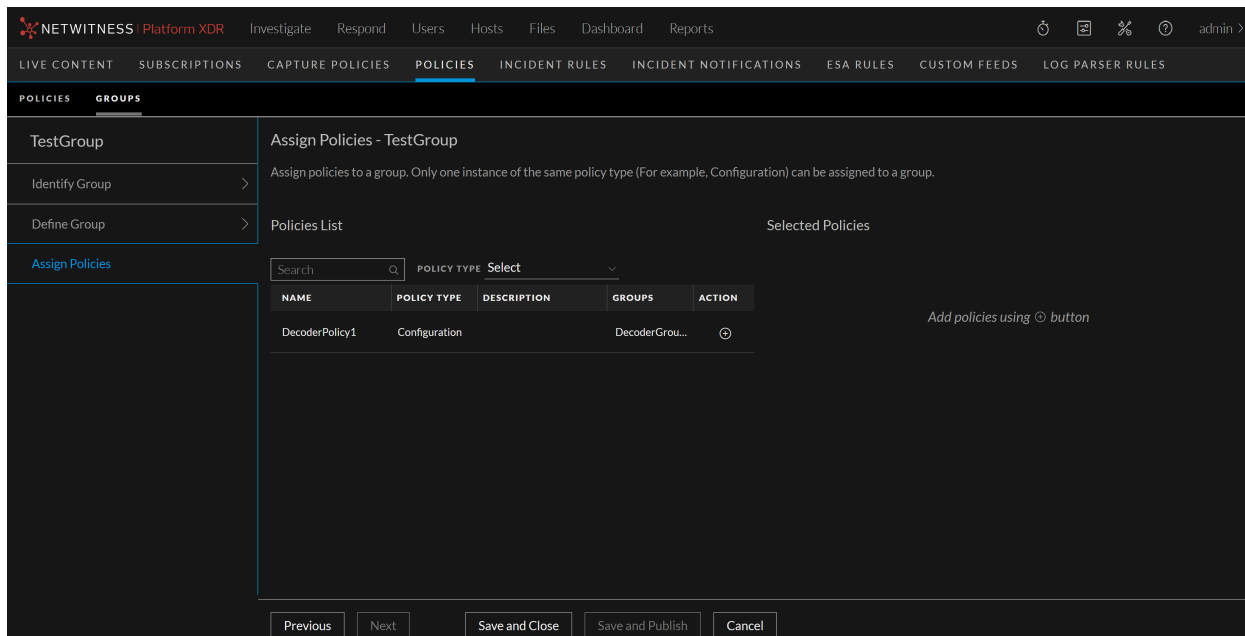 NETWITNESS Platform XDR Investigate Respond Users Hosts Files Dashboard Reports admin
LIVE CONTENT SUBSCRIPTIONS CAPTURE POLICIES POLICIES INCIDENT RULES INCIDENT NOTIFICATIONS ESA RULES CUSTOM FEEDS LOG PARSER RULES
POLICIES GROUPS
TestGroup
Identify Group
Define Group
Assign Policies
Assign Policies - TestGroup
Assign policies to a group. Only one instance of the same policy type (For example, Configuration) can be assigned to a group.
Policies List
Search POLICY TYPE Select
NAME POLICY TYPE DESCRIPTION GROUPS ACTION
DecoderPolicy1 Configuration DecoderGrou...
Selected Policies
Add policies using ⊕ button
Previous Next Save and Close Save and Publish Cancel